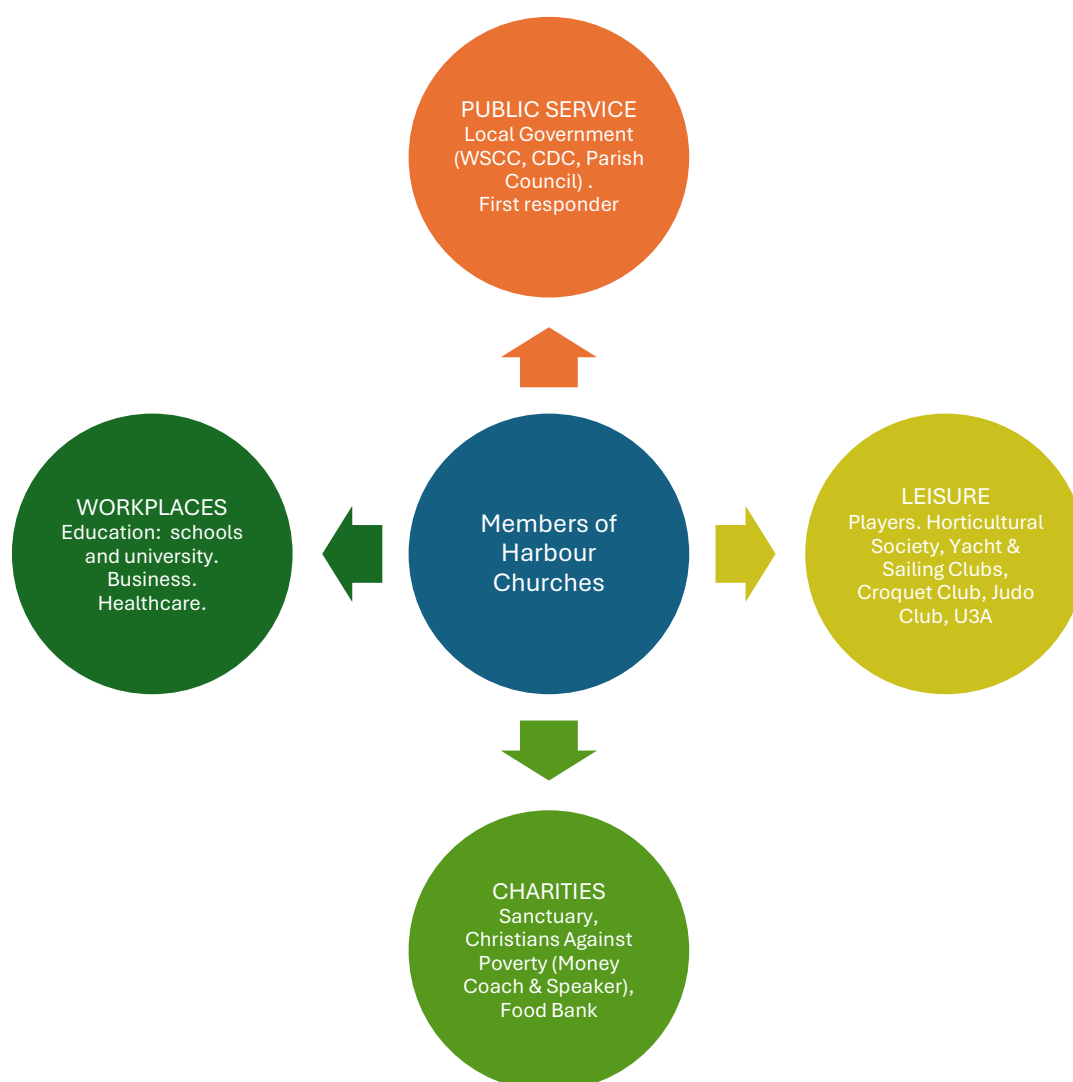 PUBLIC SERVICE
Local Government
(WSCC, CDC, Parish
Council) .
First responder
WORKPLACES
Education:  schools
and university.
Business.
Healthcare.
Members of
Harbour
Churches
LEISURE
Players. Horticultural
Society, Yacht &
Sailing Clubs,
Croquet Club, Judo
Club, U3A
CHARITIES
Sanctuary,
Christians Against
Poverty (Money
Coach & Speaker),
Food Bank